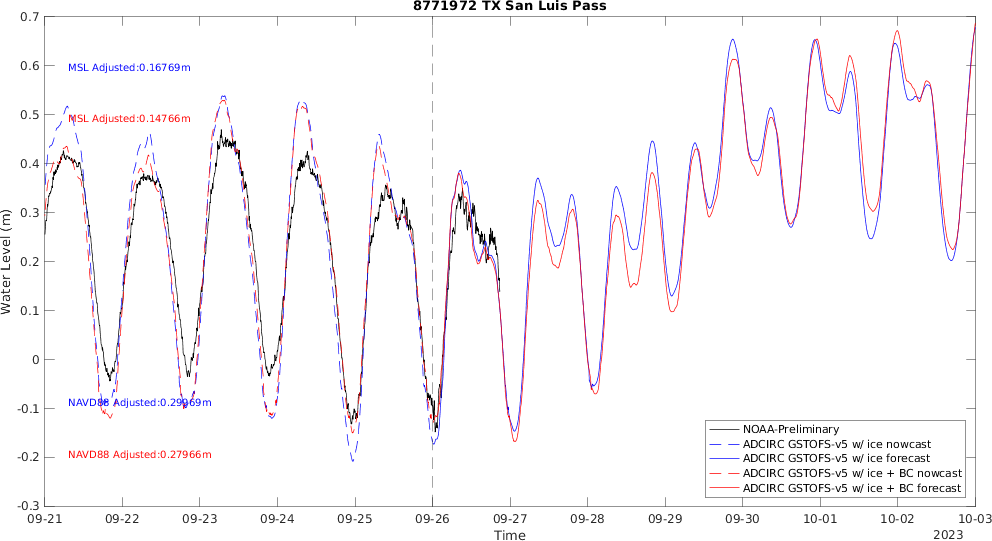 8771972 TX San Luis Pass
0.7
0.6
0.5
0.4
0.3
0.2
0.1
0
-0.1
-0.2
-0.3
Water Level (m)
MSL Adjusted:0.16769m
MSL Adjusted:0.14766m
NAVD88 Adjusted:0.29969m
NAVD88 Adjusted:0.27966m
NOAA-Preliminary
ADCIRC GSTOFS-v5 w/ ice nowcast
ADCIRC GSTOFS-v5 w/ ice forecast
ADCIRC GSTOFS-v5 w/ ice + BC nowcast
ADCIRC GSTOFS-v5 w/ ice + BC forecast
09-21 09-22 09-23 09-24 09-25 09-26 09-27 09-28 09-29 09-30 10-01 10-02 10-03
Time
2023